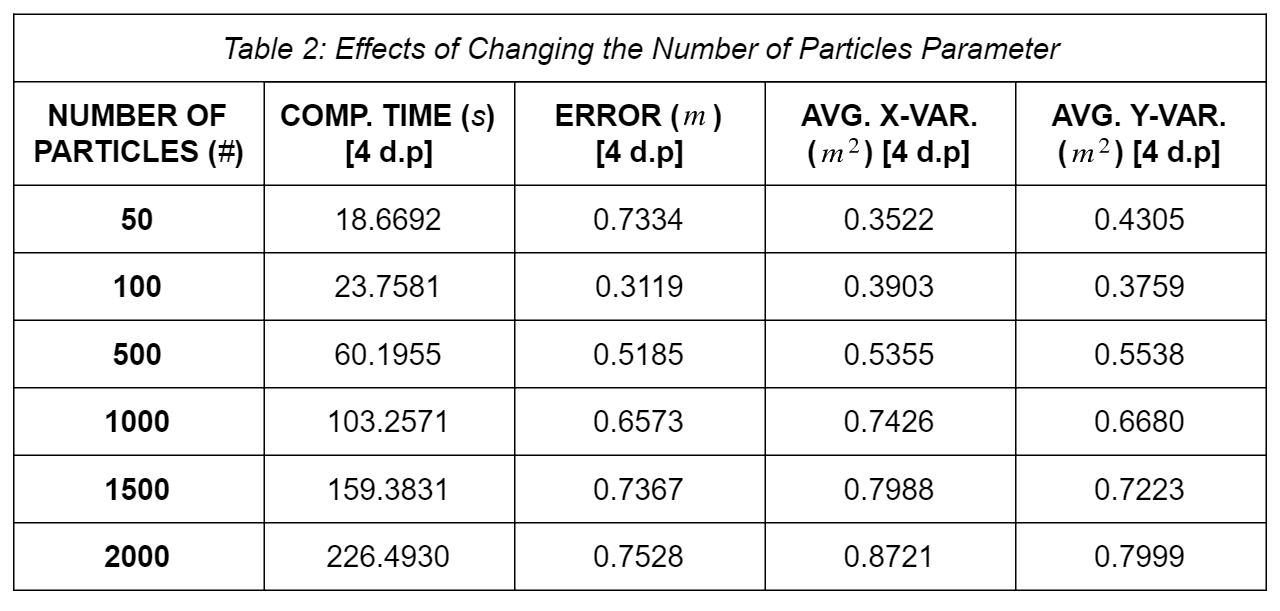 Table 2: Effects of Changing the Number of Particles Parameter
NUMBER OF PARTICLES (#) COMP. TIME (s) [4 d.p] ERROR (m) [4 d.p] AVG. X-VAR. (m²) [4 d.p] AVG. Y-VAR. (m²) [4 d.p]
50 18.6692 0.7334 0.3522 0.4305
100 23.7581 0.3119 0.3903 0.3759
500 60.1955 0.5185 0.5355 0.5538
1000 103.2571 0.6573 0.7426 0.6680
1500 159.3831 0.7367 0.7988 0.7223
2000 226.4930 0.7528 0.8721 0.7999